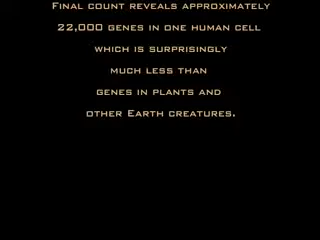 Final count reveals approximately
22,000 genes in one human cell
which is surprisingly
much less than
genes in plants and
other Earth creatures.